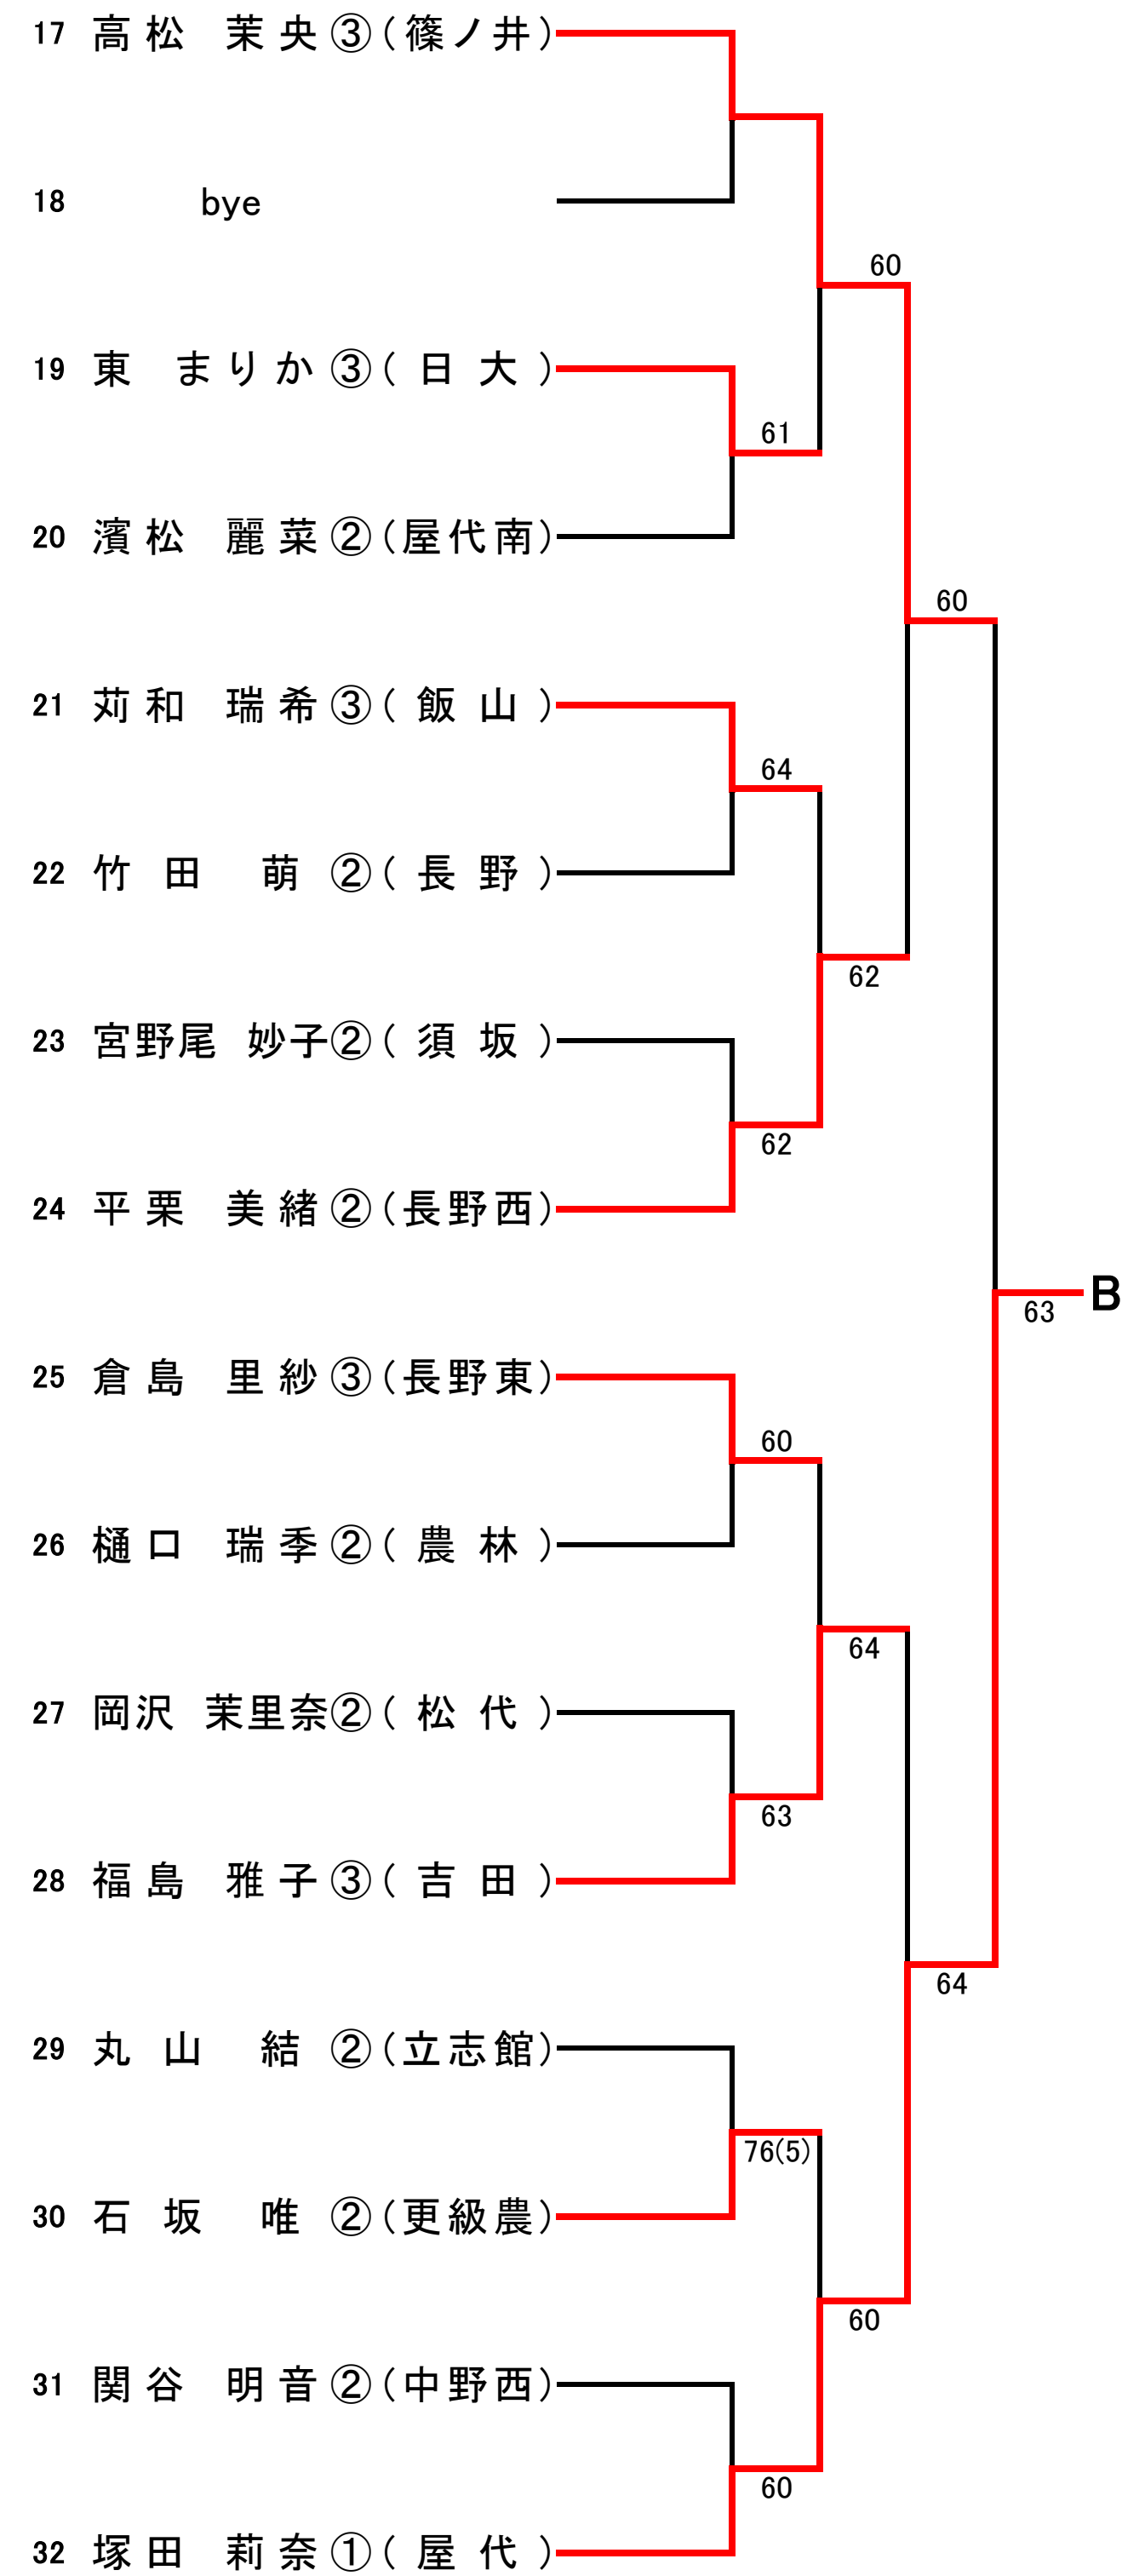 17 高松 茉央③(篠ノ井)
18 bye
60
19 東 まりか③(日大)
61
20 濱松 麗菜②(屋代南)
60
21 苅和 瑞希③(飯山)
64
22 竹田 萌②(長野)
62
23 宮野尾 妙子②(須坂)
62
24 平栗 美緒②(長野西)
B
63
25 倉島 里紗③(長野東)
60
26 樋口 瑞季②(農林)
64
27 岡沢 茉里奈②(松代)
63
28 福島 雅子③(吉田)
64
29 丸山 結②(立志館)
76(5)
30 石坂 唯②(更級農)
60
31 関谷 明音②(中野西)
60
32 塚田 莉奈①(屋代)